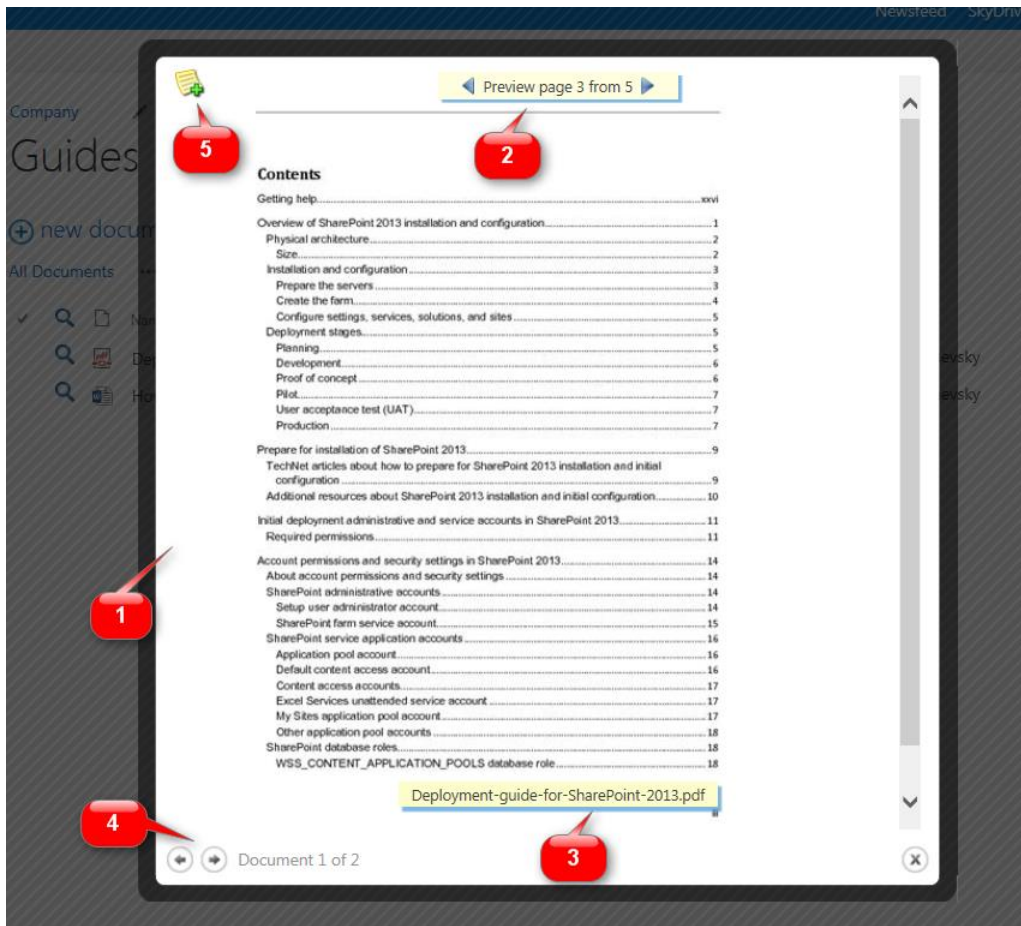 Newsfeed SkyDriv
Preview page 3 from 5
Company
5
2
Guides
Contents
Getting help xxvi
Overview of SharePoint 2013 installation and configuration 1
Physical architecture 2
Size 2
Installation and configuration 3
Prepare the servers 3
Create the farm 4
Configure settings, services, solutions, and sites 5
Deployment stages 5
Planning 5
Development 6
Proof of concept 6
Pilot 7
User acceptance test (UAT) 7
Production 7
Prepare for installation of SharePoint 2013 9
TechNet articles about how to prepare for SharePoint 2013 installation and initial
configuration 9
Additional resources about SharePoint 2013 installation and initial configuration 10
Initial deployment administrative and service accounts in SharePoint 2013 11
Required permissions 11
Account permissions and security settings in SharePoint 2013 14
About account permissions and security settings 14
SharePoint administrative accounts 14
Setup user administrator account 14
SharePoint farm service account 15
SharePoint service application accounts 16
Application pool account 16
Default content access account 16
Content access accounts 17
Excel Services unattended service account 17
My Sites application pool account 17
Other application pool accounts 18
SharePoint database roles 18
WSS_CONTENT_APPLICATION_POOLS database role 18
Deployment-guide-for-SharePoint-2013.pdf
iii
new docum
All Documents ...
Nam
Dep evsky
How evsky
1
4
3
Document 1 of 2